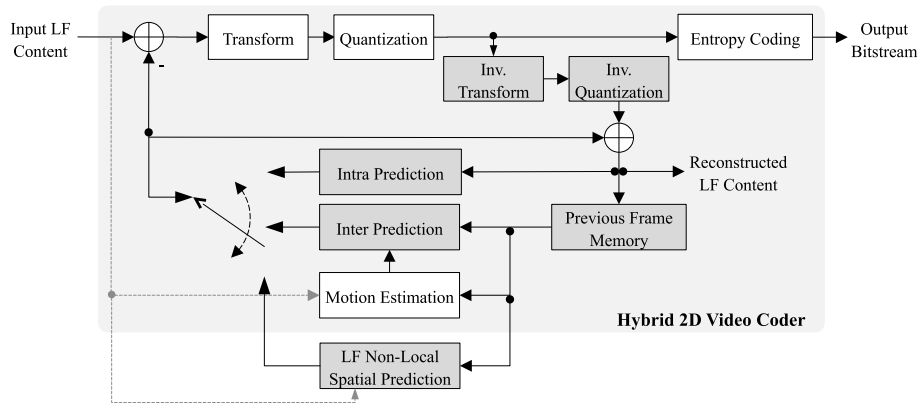 Input LF
Content
-
Transform
Quantization
Entropy Coding
Output
Bitstream
Inv.
Transform
Inv.
Quantization
Intra Prediction
Reconstructed
LF Content
Inter Prediction
Previous Frame
Memory
Motion Estimation
Hybrid 2D Video Coder
LF Non-Local
Spatial Prediction